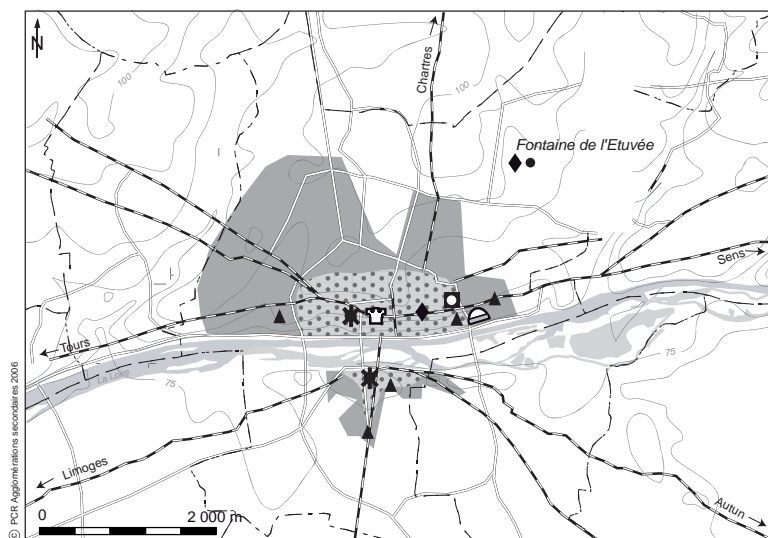 N
Chartres
100
100
Fontaine de l'Etuvée
Sens
Tours
La Loire
75
75
Limoges
Autun
0
2 000 m
© PCR Agglomérations secondaires 2006